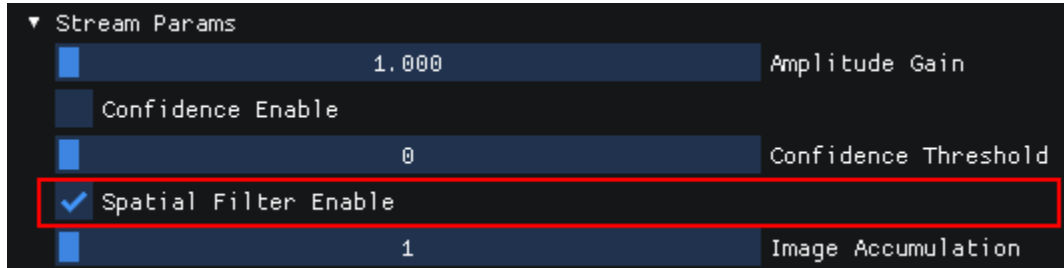 Stream Params
1.000 Amplitude Gain
Confidence Enable
0 Confidence Threshold
Spatial Filter Enable
1 Image Accumulation